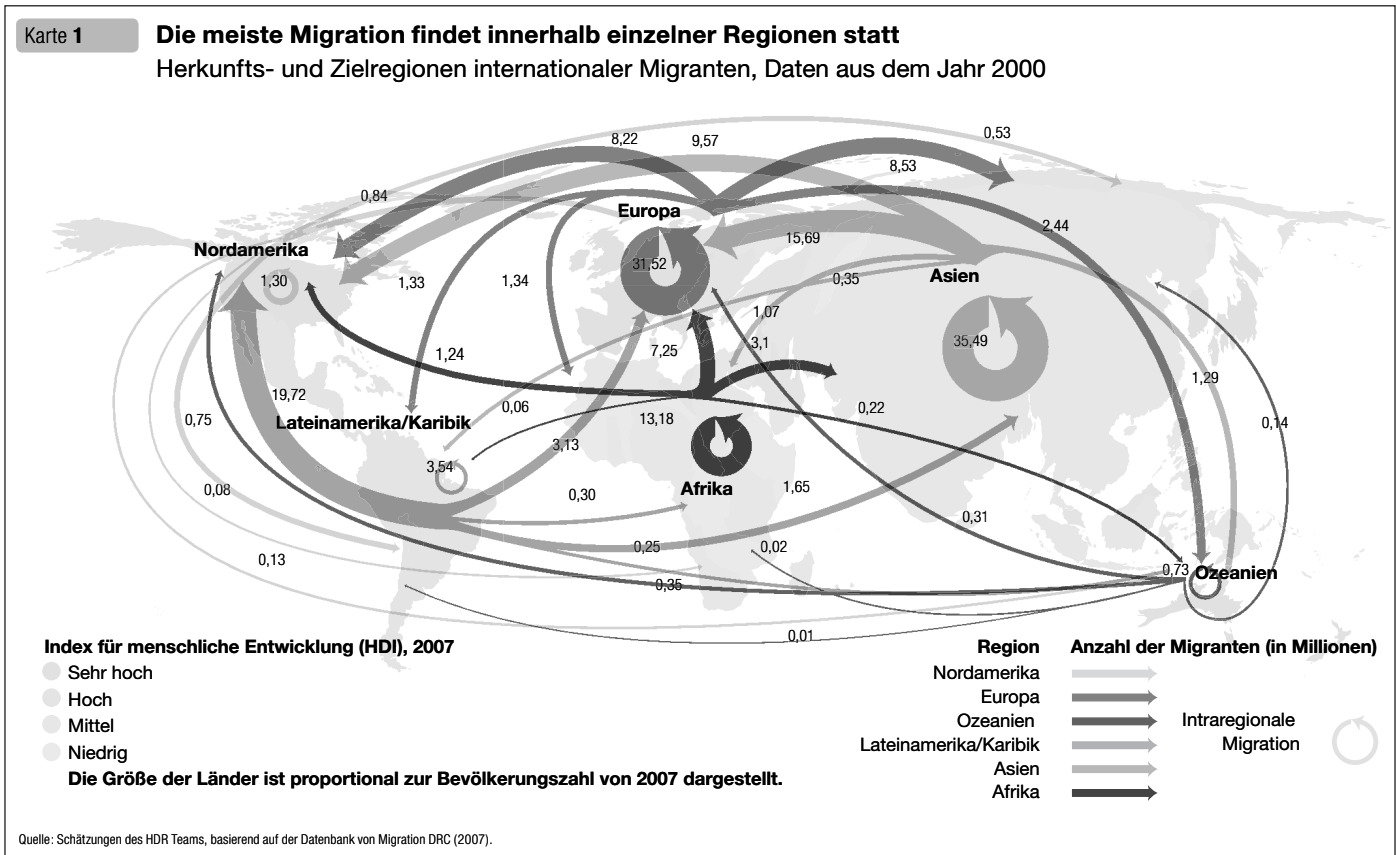 Karte 1
Die meiste Migration findet innerhalb einzelner Regionen statt
Herkunfts- und Zielregionen internationaler Migranten, Daten aus dem Jahr 2000
0,53
8,22
9,57
8,53
0,84
Europa
2,44
Nordamerika
15,69
31,52
Asien
1,30
1,33
1,34
0,35
1,07
35,49
3,1
1,24
7,25
1,29
19,72
0,06
0,22
0,75
Lateinamerika/Karibik
13,18
0,14
3,13
3,54
Afrika
0,08
0,30
1,65
0,31
0,25
0,02
0,13
0,35
0,73
Ozeanien
0,01
Index für menschliche Entwicklung (HDI), 2007
Sehr hoch
Hoch
Mittel
Niedrig
Die Größe der Länder ist proportional zur Bevölkerungszahl von 2007 dargestellt.
Region Anzahl der Migranten (in Millionen)
Nordamerika
Europa
Ozeanien
Lateinamerika/Karibik
Asien
Afrika
Intraregionale
Migration
Quelle: Schätzungen des HDR Teams, basierend auf der Datenbank von Migration DRC (2007).